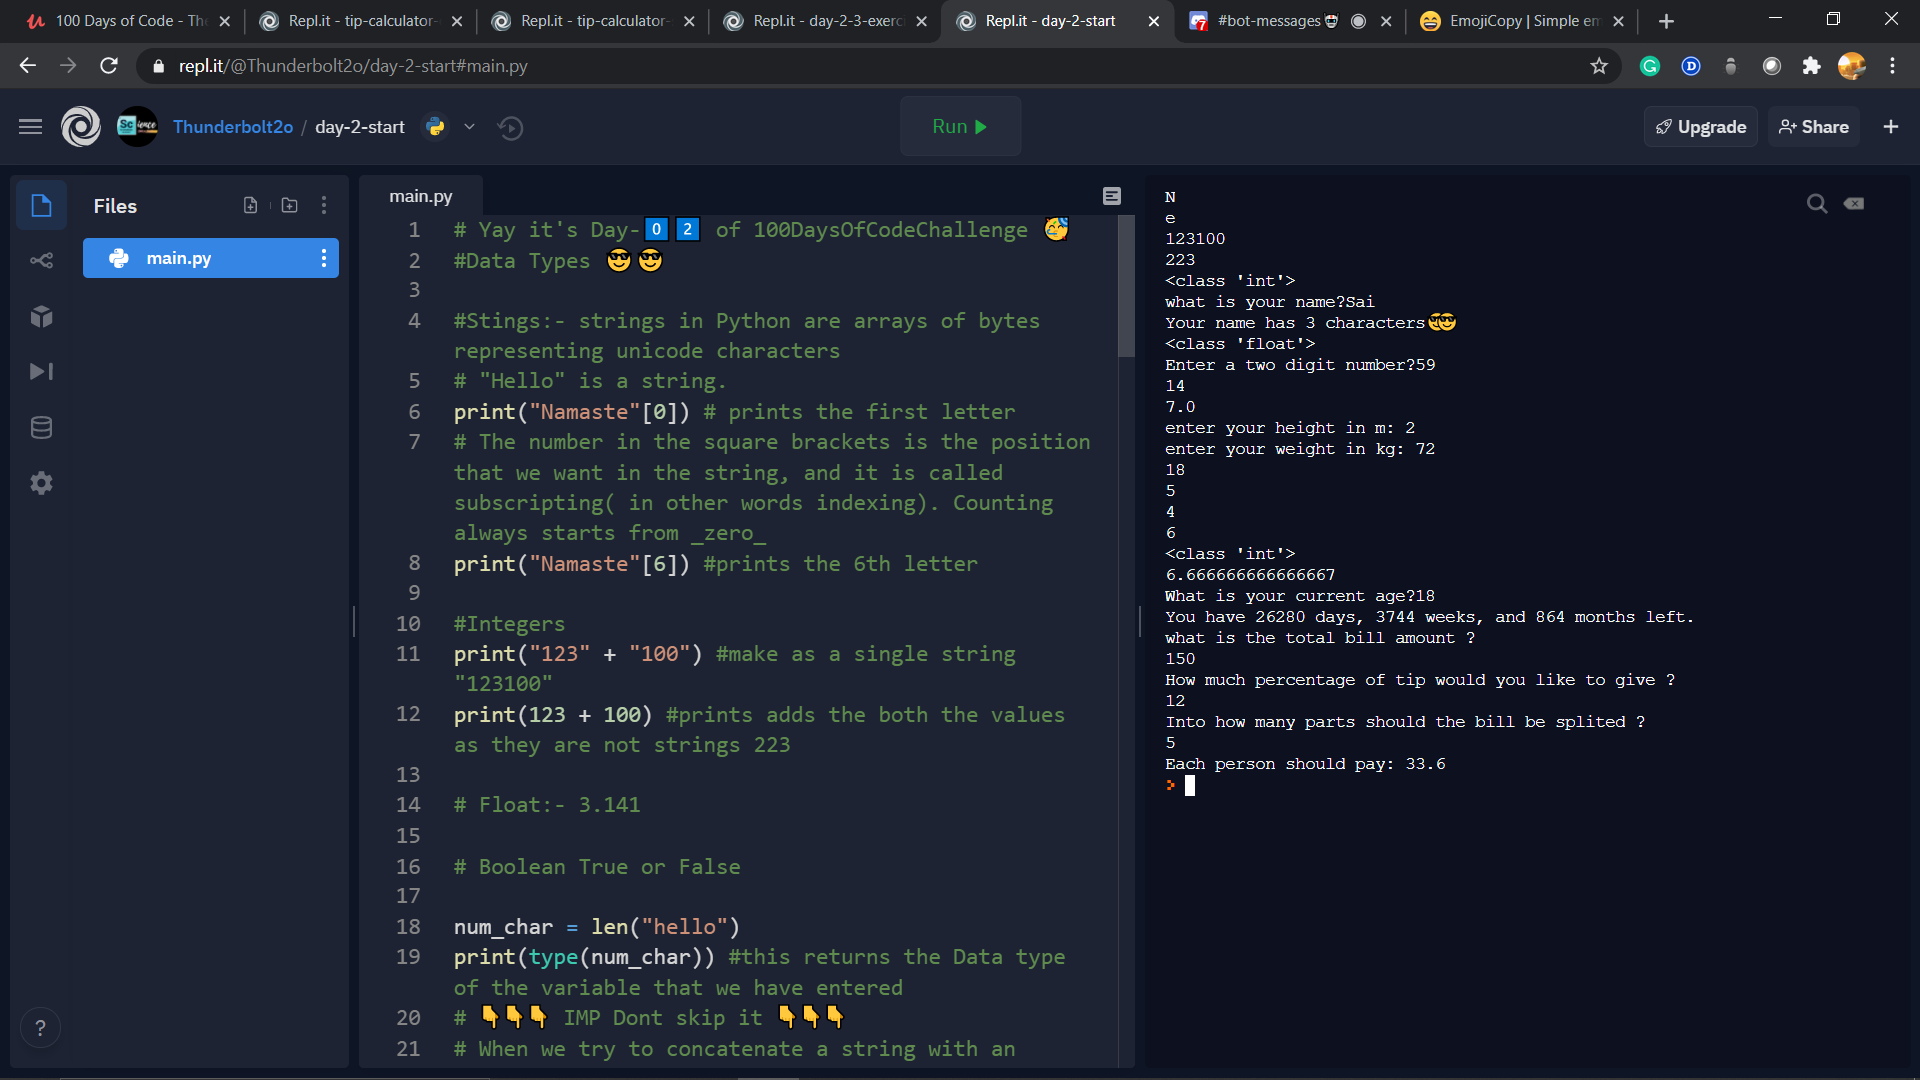 100 Days of Code - The
Repl.it - tip-calculator-
Repl.it - tip-calculator-
Repl.it - day-2-3-exerci
Repl.it - day-2-start
#bot-messages
EmojiCopy | Simple em
repl.it/@Thunderbolt2o/day-2-start#main.py
Science
Thunderbolt2o / day-2-start
Run
Upgrade
Share
Files
main.py
main.py
1 # Yay it's Day-0️⃣2️⃣ of 100DaysOfCodeChallenge 🥳
2 #Data Types 😎😎
3
4 #Stings:- strings in Python are arrays of bytes
representing unicode characters
5 # "Hello" is a string.
6 print("Namaste"[0]) # prints the first letter
7 # The number in the square brackets is the position
that we want in the string, and it is called
subscripting( in other words indexing). Counting
always starts from _zero_
8 print("Namaste"[6]) #prints the 6th letter
9
10 #Integers
11 print("123" + "100") #make as a single string
"123100"
12 print(123 + 100) #prints adds the both the values
as they are not strings 223
13
14 # Float:- 3.141
15
16 # Boolean True or False
17
18 num_char = len("hello")
19 print(type(num_char)) #this returns the Data type
of the variable that we have entered
20 # 👇👇👇 IMP Dont skip it 👇👇👇
21 # When we try to concatenate a string with an
N
e
123100
223
<class 'int'>
what is your name?Sai
Your name has 3 characters😎😎
<class 'float'>
Enter a two digit number?59
14
7.0
enter your height in m: 2
enter your weight in kg: 72
18
5
4
6
<class 'int'>
6.666666666666667
What is your current age?18
You have 26280 days, 3744 weeks, and 864 months left.
what is the total bill amount ?
150
How much percentage of tip would you like to give ?
12
Into how many parts should the bill be splited ?
5
Each person should pay: 33.6
>